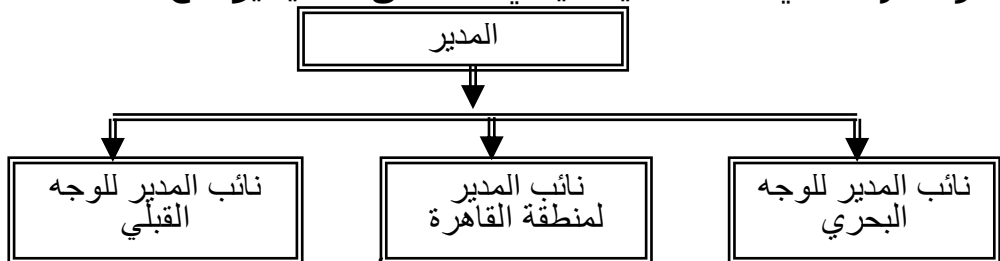 المدير
نائب المدير للوجه
البحري
نائب المدير
لمنطقة القاهرة
نائب المدير للوجه
القبلي